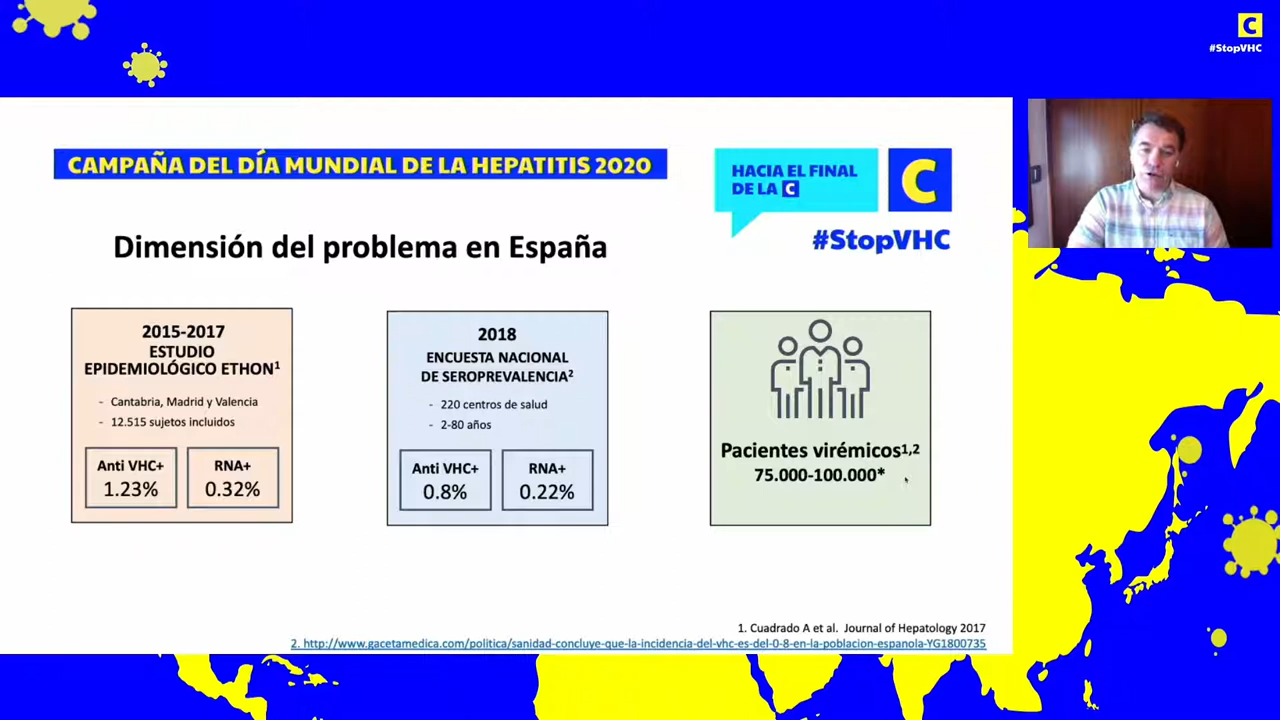 C
#StopVHC
CAMPAÑA DEL DÍA MUNDIAL DE LA HEPATITIS 2020
HACIA EL FINAL
DE LA C
C
#StopVHC
Dimensión del problema en España
2015-2017
ESTUDIO
EPIDEMIOLÓGICO ETHON1
- Cantabria, Madrid y Valencia
- 12.515 sujetos incluidos
Anti VHC+
1.23%
RNA+
0.32%
2018
ENCUESTA NACIONAL
DE SEROPREVALENCIA2
- 220 centros de salud
- 2-80 años
Anti VHC+
0.8%
RNA+
0.22%
Pacientes virémicos1,2
75.000-100.000*
1. Cuadrado A et al. Journal of Hepatology 2017
2. http://www.gacetamedica.com/politica/sanidad-concluye-que-la-incidencia-del-vhc-es-del-0-8-en-la-poblacion-espanola-YG1800735